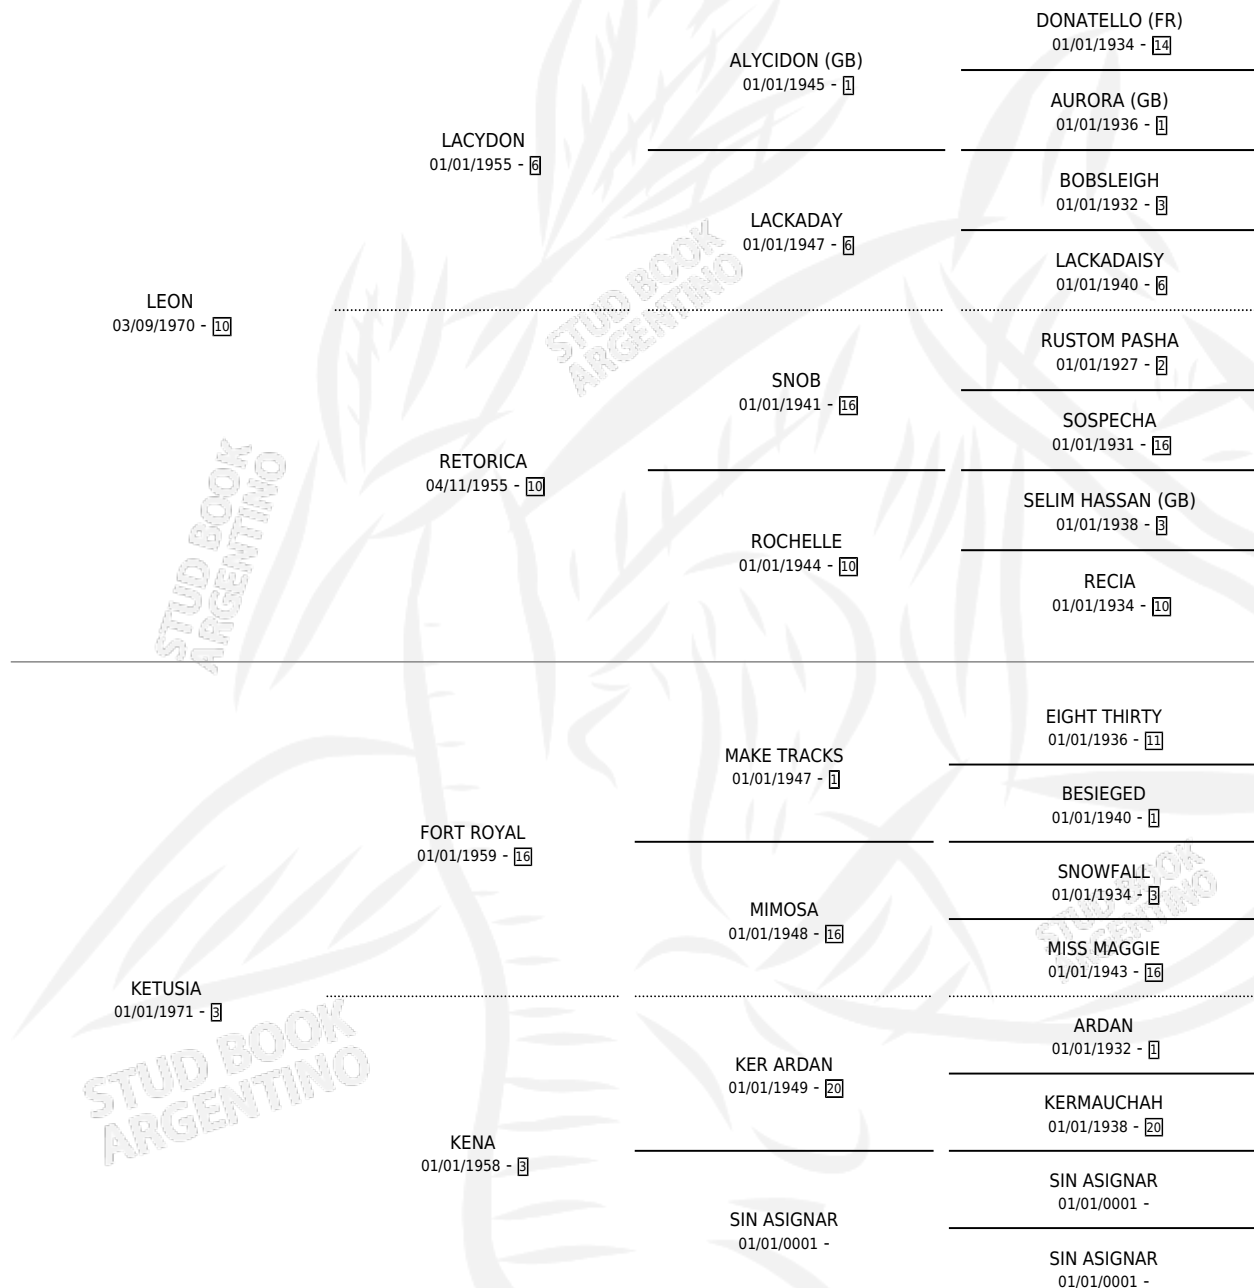 DONATELLO (FR)
01/01/1934 - 14
ALYCIDON (GB)
01/01/1945 - 1
AURORA (GB)
01/01/1936 - 1
LACYDON
01/01/1955 - 6
BOBSLEIGH
01/01/1932 - 3
LACKADAY
01/01/1947 - 6
LACKADAISY
01/01/1940 - 6
LEON
03/09/1970 - 10
RUSTOM PASHA
01/01/1927 - 2
SNOB
01/01/1941 - 16
SOSPECHA
01/01/1931 - 16
RETORICA
04/11/1955 - 10
SELIM HASSAN (GB)
01/01/1938 - 3
ROCHELLE
01/01/1944 - 10
RECIA
01/01/1934 - 10
EIGHT THIRTY
01/01/1936 - 11
MAKE TRACKS
01/01/1947 - 1
BESIEGED
01/01/1940 - 1
FORT ROYAL
01/01/1959 - 16
SNOWFALL
01/01/1934 - 3
MIMOSA
01/01/1948 - 16
MISS MAGGIE
01/01/1943 - 16
KETUSIA
01/01/1971 - 3
ARDAN
01/01/1932 - 1
KER ARDAN
01/01/1949 - 20
KERMAUCHAH
01/01/1938 - 20
KENA
01/01/1958 - 3
SIN ASIGNAR
01/01/0001 -
SIN ASIGNAR
01/01/0001 -
SIN ASIGNAR
01/01/0001 -
STUD BOOK
ARGENTINO
STUD BOOK
ARGENTINO
STUD BOOK
ARGENTINO
STUD BOOK
ARGENTINO